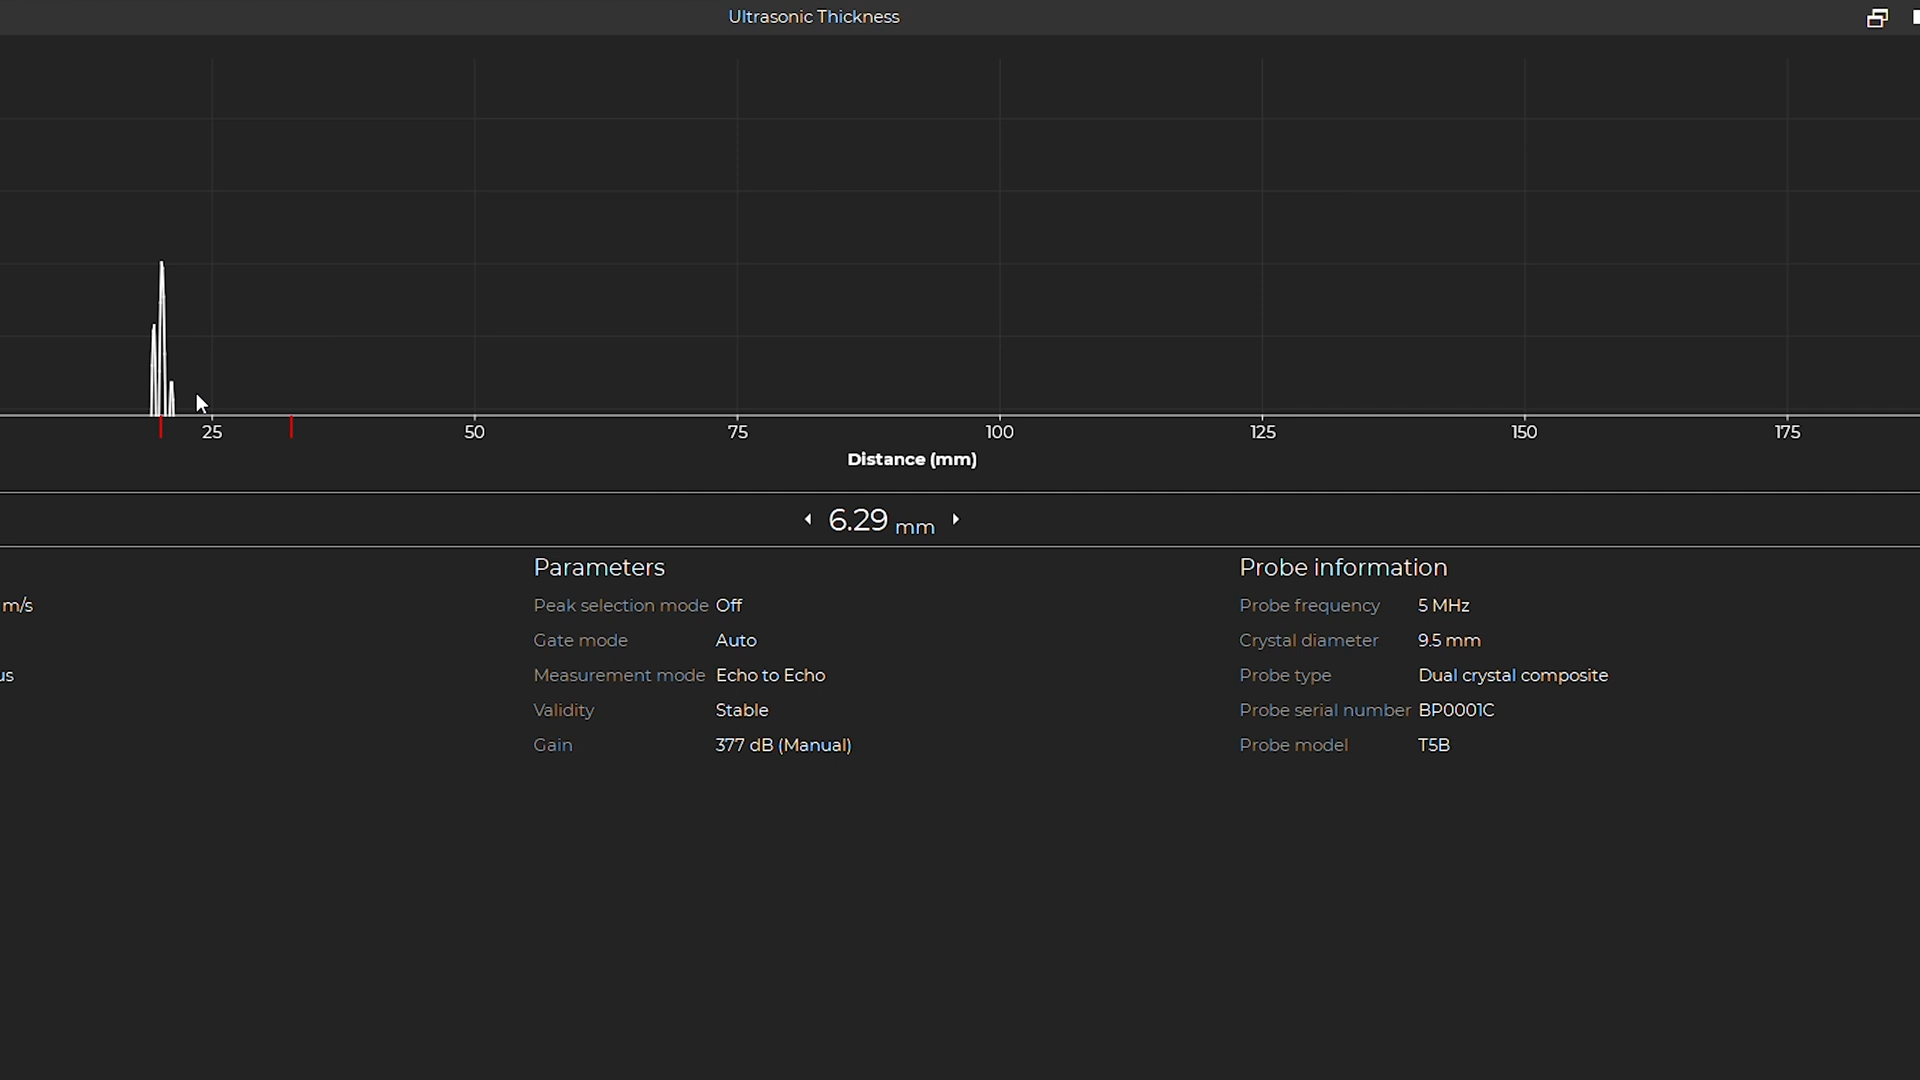 Ultrasonic Thickness
25 50 75 100 125 150 175
Distance (mm)
6.29 mm
m/s
us
Parameters
Peak selection mode Off
Gate mode Auto
Measurement mode Echo to Echo
Validity Stable
Gain 377 dB (Manual)
Probe information
Probe frequency 5 MHz
Crystal diameter 9.5 mm
Probe type Dual crystal composite
Probe serial number BP0001C
Probe model T5B